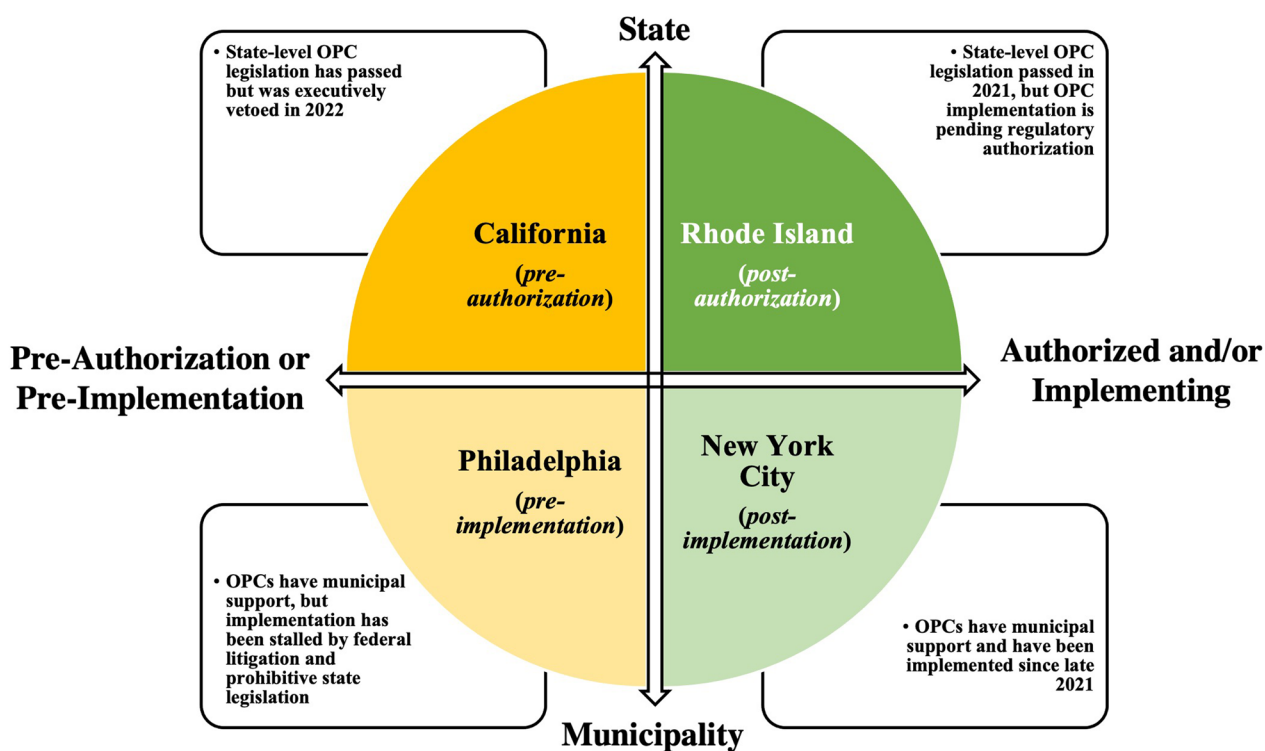 State
• State-level OPC
legislation has passed
but was executively
vetoed in 2022
• State-level OPC
legislation passed in
2021, but OPC
implementation is
pending regulatory
authorization
California
(pre-
authorization)
Rhode Island
(post-
authorization)
Pre-Authorization or
Pre-Implementation
Authorized and/or
Implementing
Philadelphia
(pre-
implementation)
New York
City
(post-
implementation)
• OPCs have municipal
support, but
implementation has
been stalled by federal
litigation and
prohibitive state
legislation
• OPCs have municipal
support and have been
implemented since late
2021
Municipality